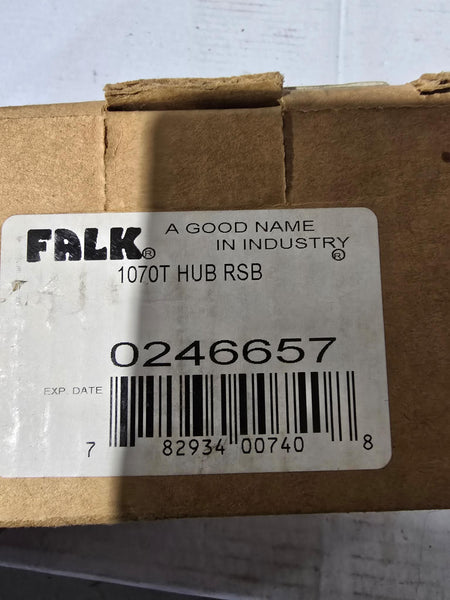 FALK® A GOOD NAME
IN INDUSTRY®
1070T HUB RSB
0246657
EXP. DATE
7 82934 00740 8